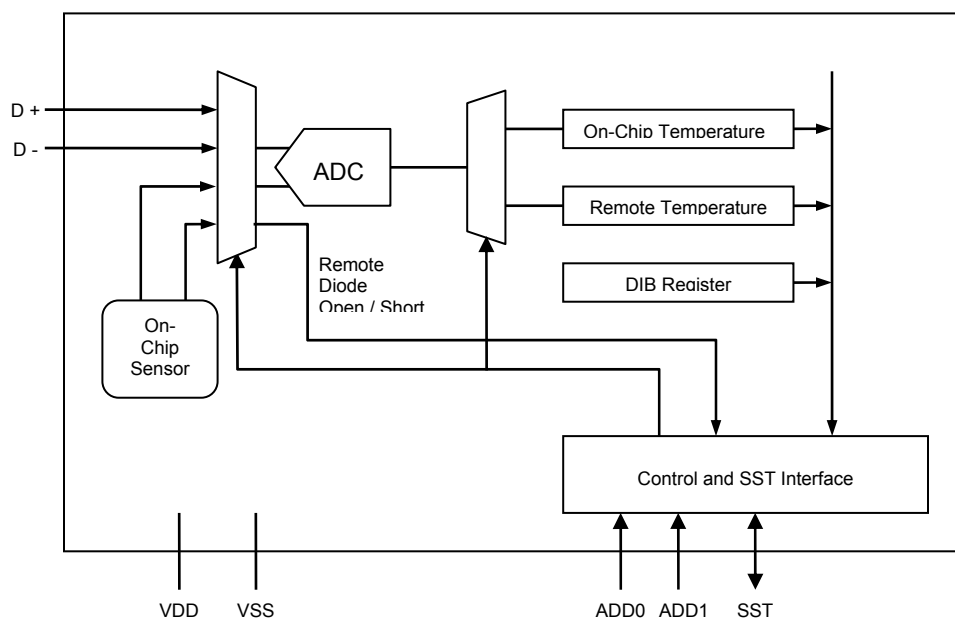 D +
D -
ADC
On-Chip Temperature
Remote Temperature
DIB Register
Remote
Diode
Open / Short
On-
Chip
Sensor
Control and SST Interface
VDD
VSS
ADD0
ADD1
SST